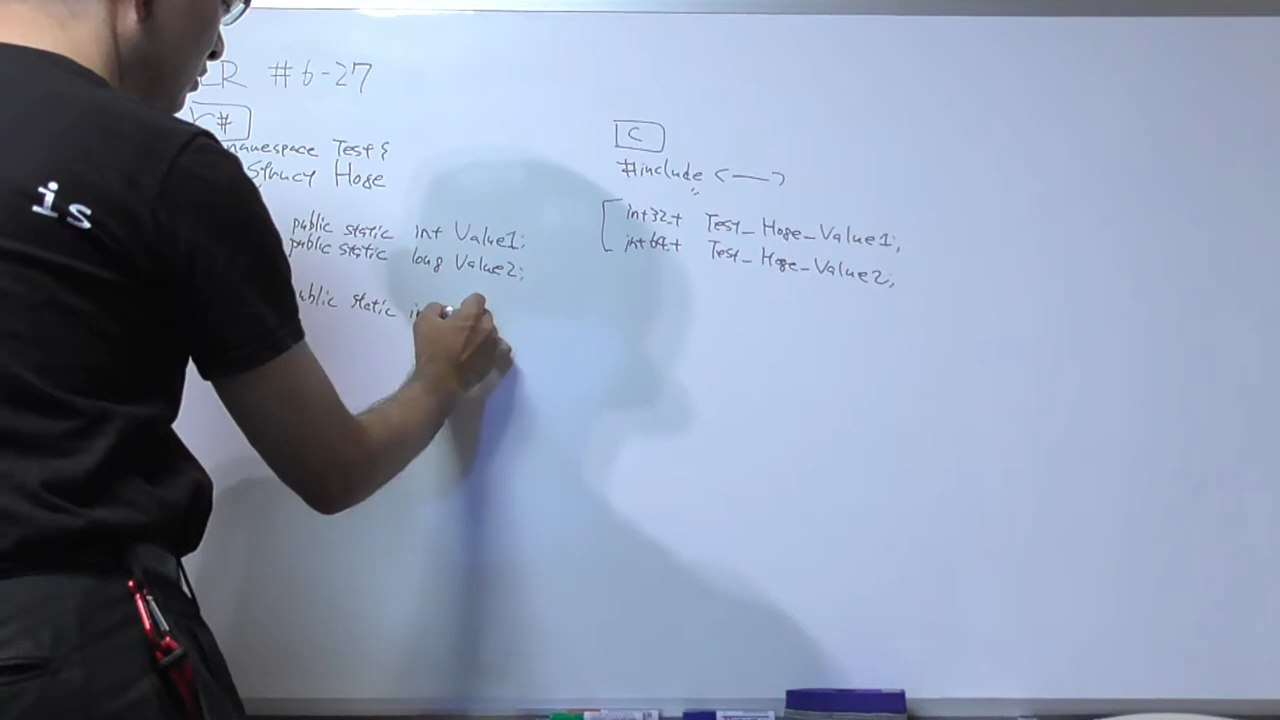 #6-27
#
namespace Test {
struct Hoge
public static int Value1;
public static long Value2;
public static
C
#include < >
int32_t Test_Hoge_Value1;
int64_t Test_Hoge_Value2;
is